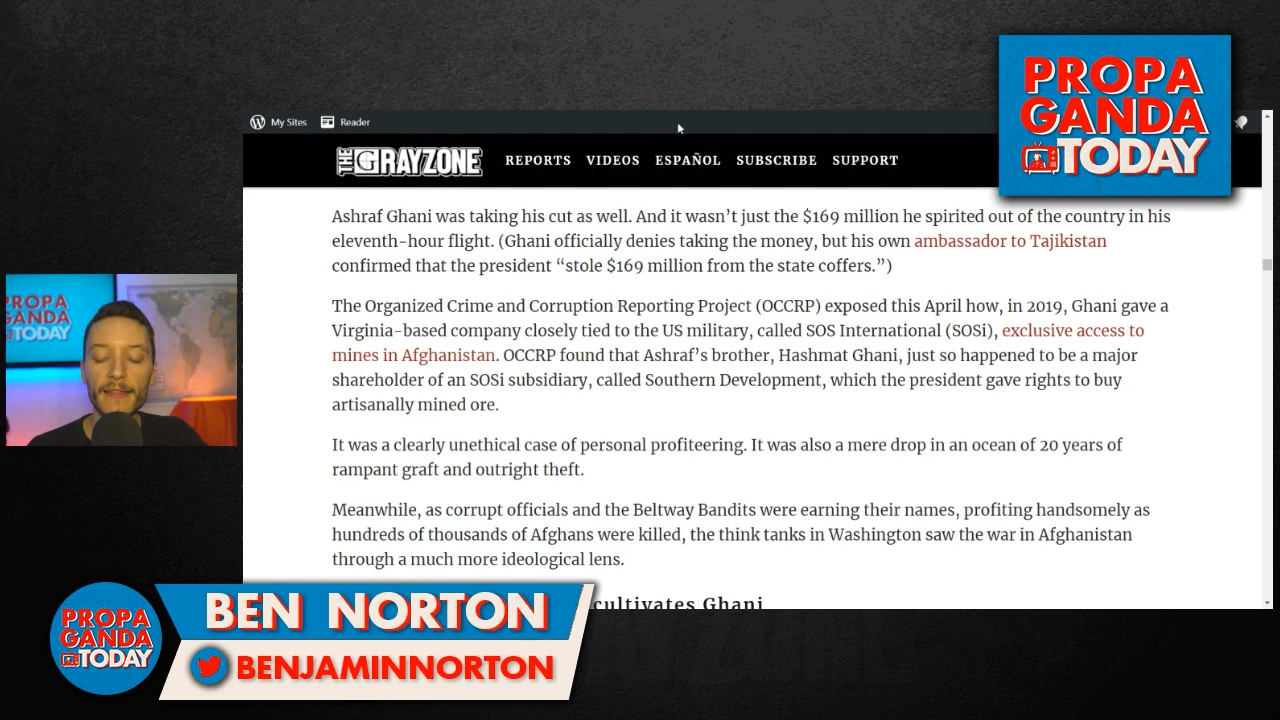 PROPA
GANDA
TODAY
My Sites Reader
THE GRAYZONE REPORTS VIDEOS ESPAÑOL SUBSCRIBE SUPPORT
Ashraf Ghani was taking his cut as well. And it wasn’t just the $169 million he spirited out of the country in his
eleventh-hour flight. (Ghani officially denies taking the money, but his own ambassador to Tajikistan
confirmed that the president “stole $169 million from the state coffers.”)
The Organized Crime and Corruption Reporting Project (OCCRP) exposed this April how, in 2019, Ghani gave a
Virginia-based company closely tied to the US military, called SOS International (SOSi), exclusive access to
mines in Afghanistan. OCCRP found that Ashraf’s brother, Hashmat Ghani, just so happened to be a major
shareholder of an SOSi subsidiary, called Southern Development, which the president gave rights to buy
artisanally mined ore.
It was a clearly unethical case of personal profiteering. It was also a mere drop in an ocean of 20 years of
rampant graft and outright theft.
Meanwhile, as corrupt officials and the Beltway Bandits were earning their names, profiting handsomely as
hundreds of thousands of Afghans were killed, the think tanks in Washington saw the war in Afghanistan
through a much more ideological lens.
cultivates Ghani
PROPA
GANDA
TODAY
PROPA
GANDA
TODAY
BEN NORTON
BENJAMINNORTON